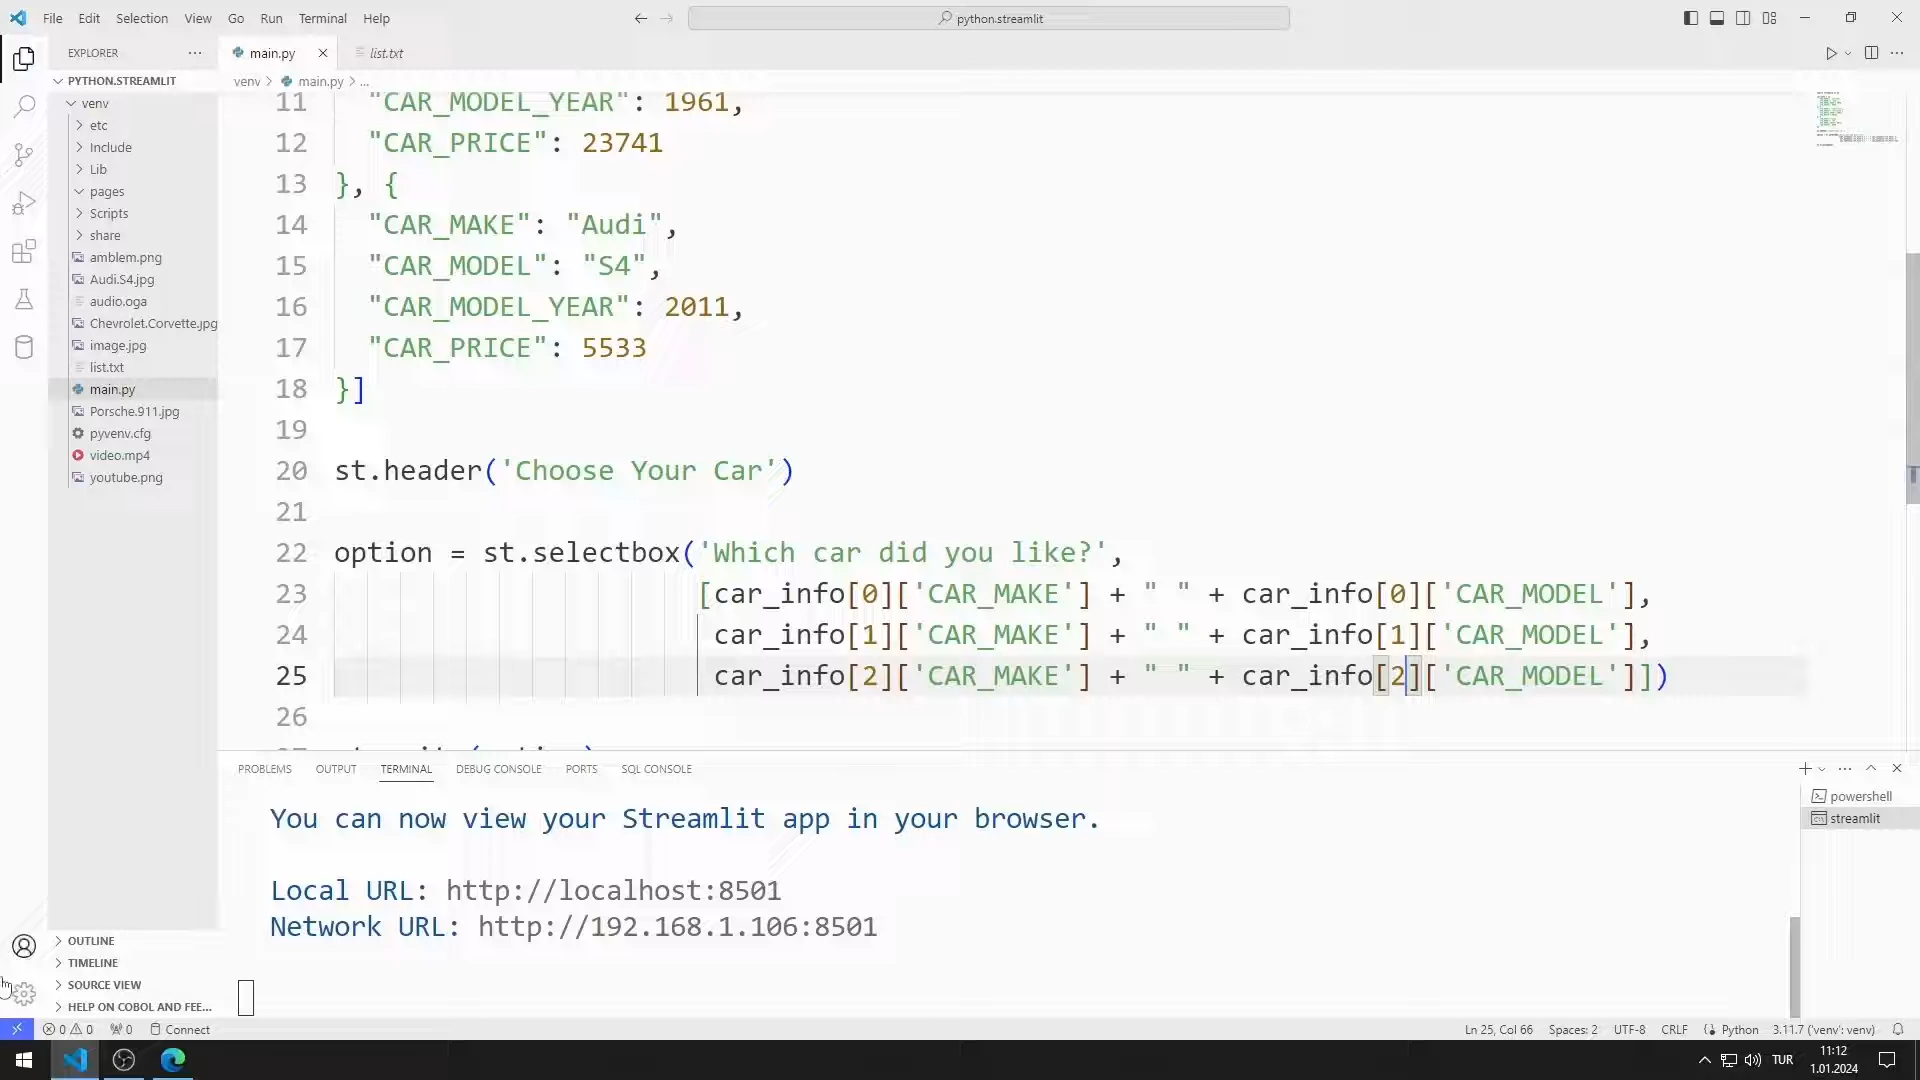 File Edit Selection View Go Run Terminal Help
python.streamlit
EXPLORER
main.py
list.txt
PYTHON.STREAMLIT
venv > main.py > ...
venv
etc
Include
Lib
pages
Scripts
share
amblem.png
Audi.S4.jpg
audio.oga
Chevrolet.Corvette.jpg
image.jpg
list.txt
main.py
Porsche.911.jpg
pyvenv.cfg
video.mp4
youtube.png
OUTLINE
TIMELINE
SOURCE VIEW
HELP ON COBOL AND FEE...
11 "CAR_MODEL_YEAR": 1961,
12 "CAR_PRICE": 23741
13 }, {
14 "CAR_MAKE": "Audi",
15 "CAR_MODEL": "S4",
16 "CAR_MODEL_YEAR": 2011,
17 "CAR_PRICE": 5533
18 }]
19
20 st.header('Choose Your Car')
21
22 option = st.selectbox('Which car did you like?',
23 [car_info[0]['CAR_MAKE'] + " " + car_info[0]['CAR_MODEL'],
24 car_info[1]['CAR_MAKE'] + " " + car_info[1]['CAR_MODEL'],
25 car_info[2]['CAR_MAKE'] + " " + car_info[2]['CAR_MODEL']])
26
PROBLEMS OUTPUT TERMINAL DEBUG CONSOLE PORTS SQL CONSOLE
You can now view your Streamlit app in your browser.
Local URL: http://localhost:8501
Network URL: http://192.168.1.106:8501
powershell
streamlit
0 0 0 Connect
Ln 25, Col 66 Spaces: 2 UTF-8 CRLF Python 3.11.7 ('venv': venv)
TUR
11:12
1.01.2024